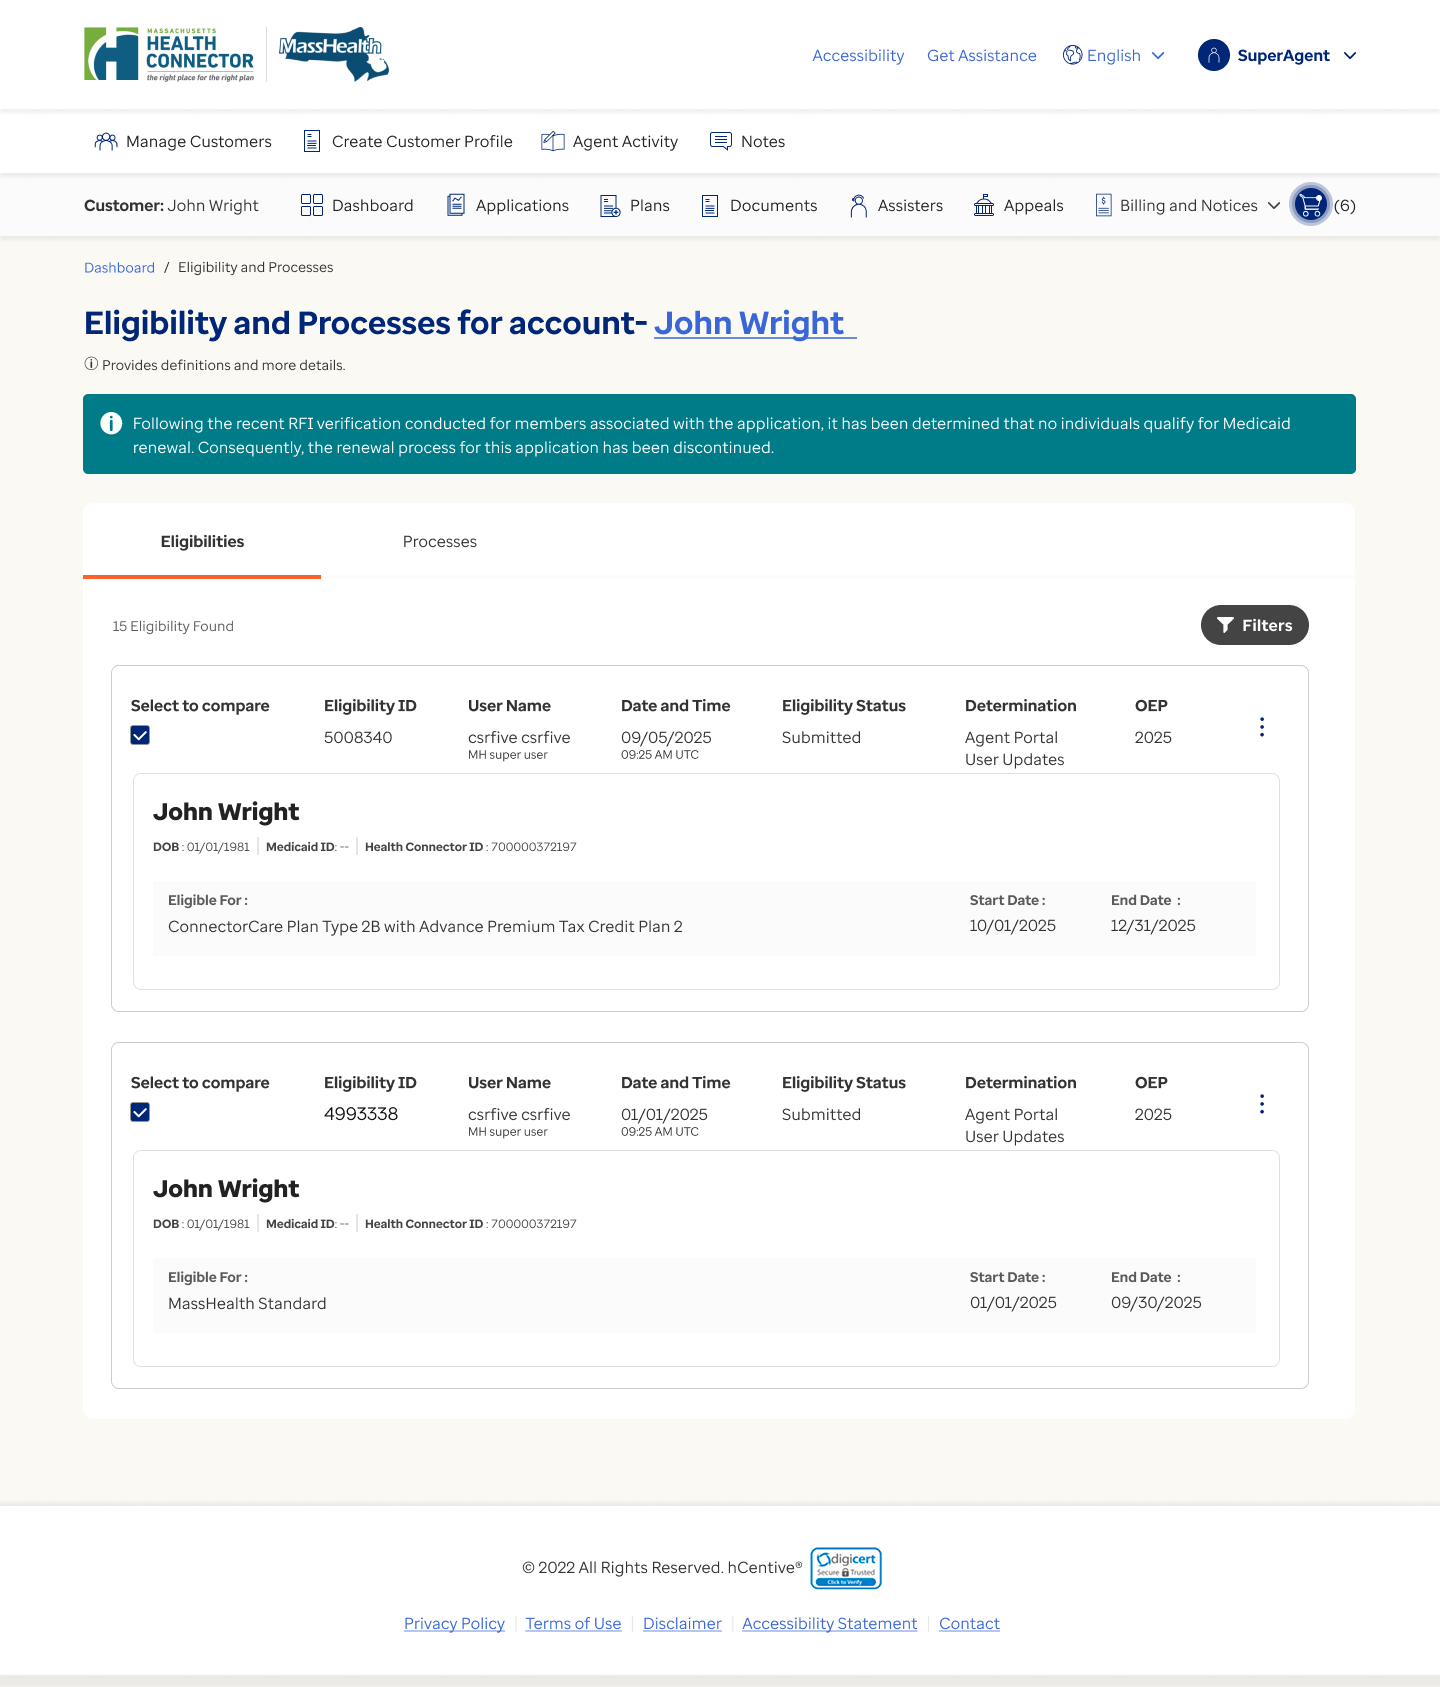 MASSACHUSETTS
HEALTH
CONNECTOR
the right place for the right plan
MassHealth
Accessibility Get Assistance English SuperAgent
Manage Customers Create Customer Profile Agent Activity Notes
Customer: John Wright Dashboard Applications Plans Documents Assisters Appeals Billing and Notices (6)
Dashboard / Eligibility and Processes
Eligibility and Processes for account- John Wright
Provides definitions and more details.
Following the recent RFI verification conducted for members associated with the application, it has been determined that no individuals qualify for Medicaid
renewal. Consequently, the renewal process for this application has been discontinued.
Eligibilities Processes
15 Eligibility Found Filters
Select to compare Eligibility ID User Name Date and Time Eligibility Status Determination OEP
5008340 csrfive csrfive 09/05/2025 Submitted Agent Portal 2025
MH super user 09:25 AM UTC User Updates
John Wright
DOB : 01/01/1981 Medicaid ID: -- Health Connector ID : 700000372197
Eligible For : Start Date : End Date :
ConnectorCare Plan Type 2B with Advance Premium Tax Credit Plan 2 10/01/2025 12/31/2025
Select to compare Eligibility ID User Name Date and Time Eligibility Status Determination OEP
4993338 csrfive csrfive 01/01/2025 Submitted Agent Portal 2025
MH super user 09:25 AM UTC User Updates
John Wright
DOB : 01/01/1981 Medicaid ID: -- Health Connector ID : 700000372197
Eligible For : Start Date : End Date :
MassHealth Standard 01/01/2025 09/30/2025
© 2022 All Rights Reserved. hCentive®
digicert
Secure Trusted
Click to Verify
Privacy Policy Terms of Use Disclaimer Accessibility Statement Contact